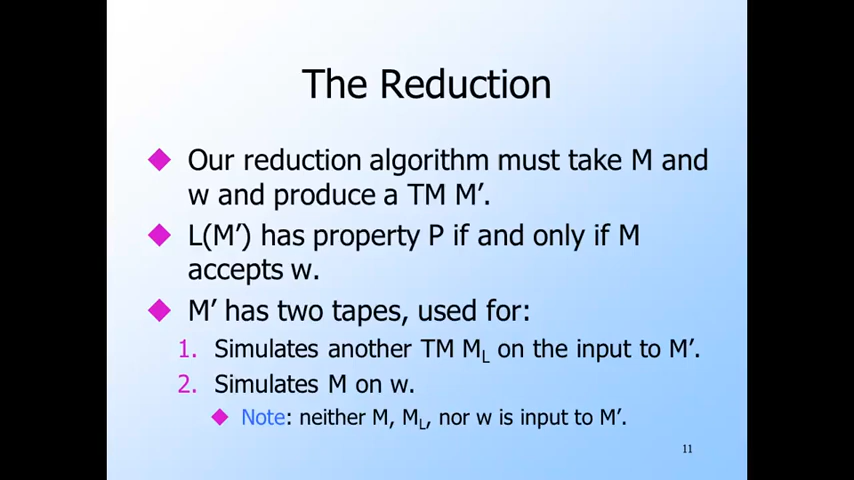 The Reduction
Our reduction algorithm must take M and
w and produce a TM M′.
L(M′) has property P if and only if M
accepts w.
M′ has two tapes, used for:
1. Simulates another TM M_L on the input to M′.
2. Simulates M on w.
Note: neither M, M_L, nor w is input to M′.
11